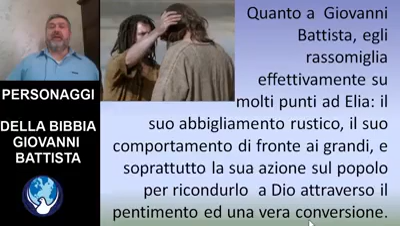 PERSONAGGI
DELLA BIBBIA
GIOVANNI
BATTISTA
Quanto a Giovanni
Battista, egli
rassomiglia
effettivamente su
molti punti ad Elia: il
suo abbigliamento rustico, il suo
comportamento di fronte ai grandi, e
soprattutto la sua azione sul popolo
per ricondurlo a Dio attraverso il
pentimento ed una vera conversione.